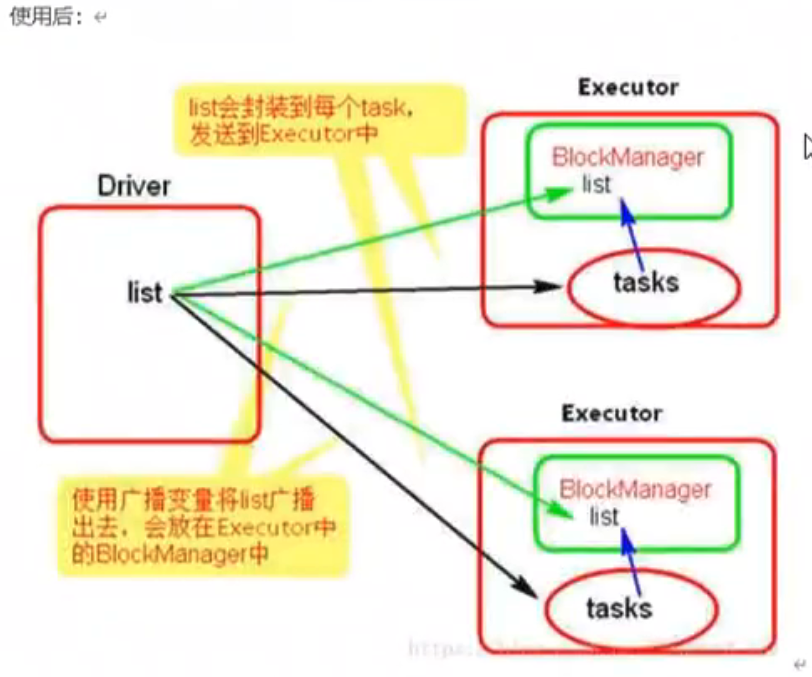 使用后：
list会封装到每个task，
发送到Executor中
Executor
BlockManager
list
Driver
list
tasks
Executor
使用广播变量将list广播
出去，会放在Executor中
的BlockManager中
BlockManager
list
tasks